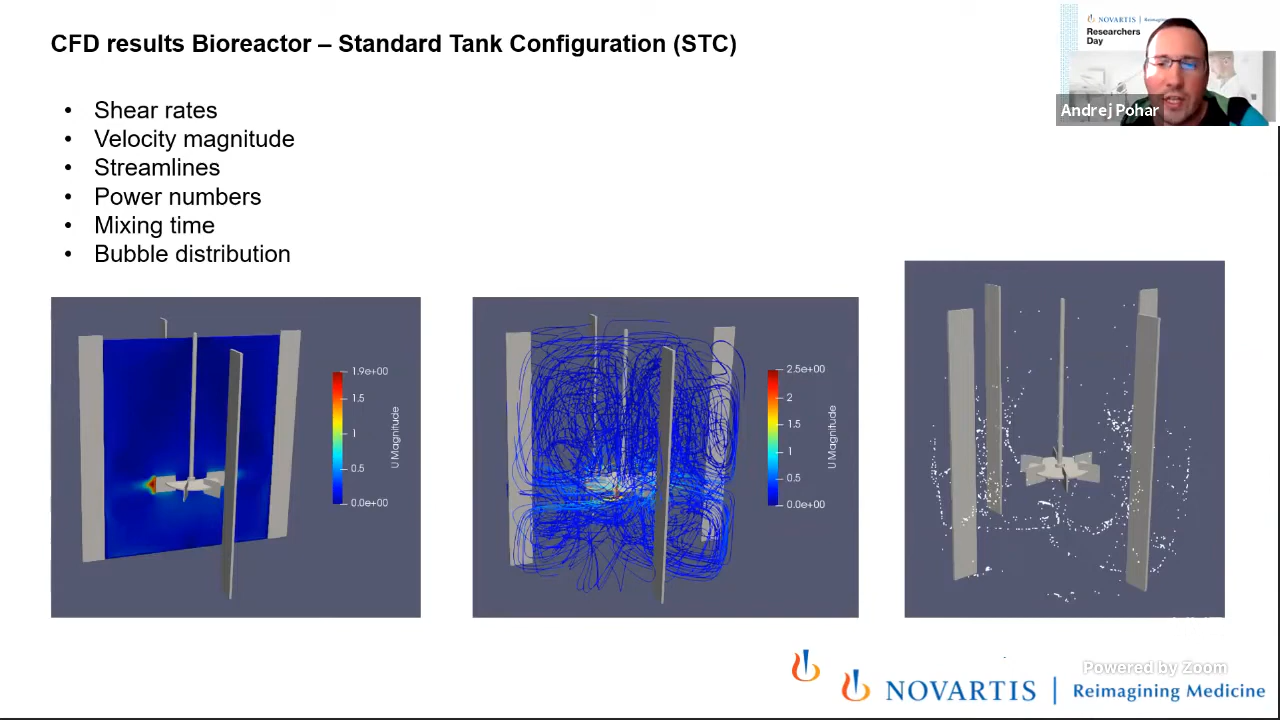 CFD results Bioreactor – Standard Tank Configuration (STC)
NOVARTIS
Researchers
Day
Andrej Pohar
• Shear rates
• Velocity magnitude
• Streamlines
• Power numbers
• Mixing time
• Bubble distribution
1.9e+00
1.5
1
0.5
0.0e+00
U Magnitude
2.5e+00
2
1.5
1
0.5
0.0e+00
U Magnitude
Powered by Zoom
NOVARTIS | Reimagining Medicine